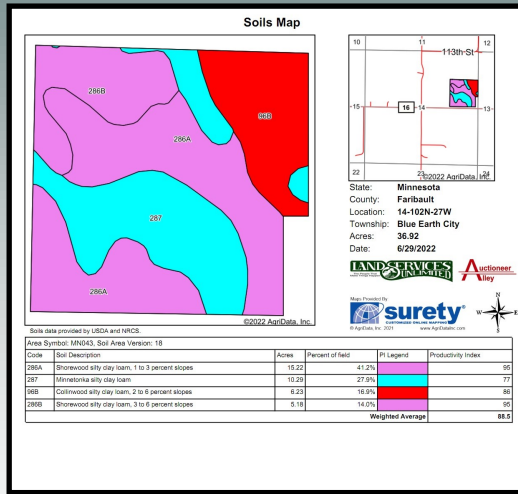 Soils Map
286B
286A
96B
287
286A
©2022 AgriData, Inc.
Soils data provided by USDA and NRCS.
10 11 12
113th St
15 16 14 13
22 23 24
©2022 AgriData, Inc.
State: Minnesota
County: Faribault
Location: 14-102N-27W
Township: Blue Earth City
Acres: 36.92
Date: 6/29/2022
LAND SERVICES
UNLIMITED
Auctioneer
Alley
Maps Provided By
surety®
CUSTOMIZED ONLINE MAPPING
© AgriData, Inc. 2021 www.AgriDataInc.com
N
W E
S
Area Symbol: MN043, Soil Area Version: 18
Code Soil Description Acres Percent of field PI Legend Productivity Index
286A Shorewood silty clay loam, 1 to 3 percent slopes 15.22 41.2% 95
287 Minnetonka silty clay loam 10.29 27.9% 77
96B Collinwood silty clay loam, 2 to 6 percent slopes 6.23 16.9% 86
286B Shorewood silty clay loam, 3 to 6 percent slopes 5.18 14.0% 95
Weighted Average 88.5